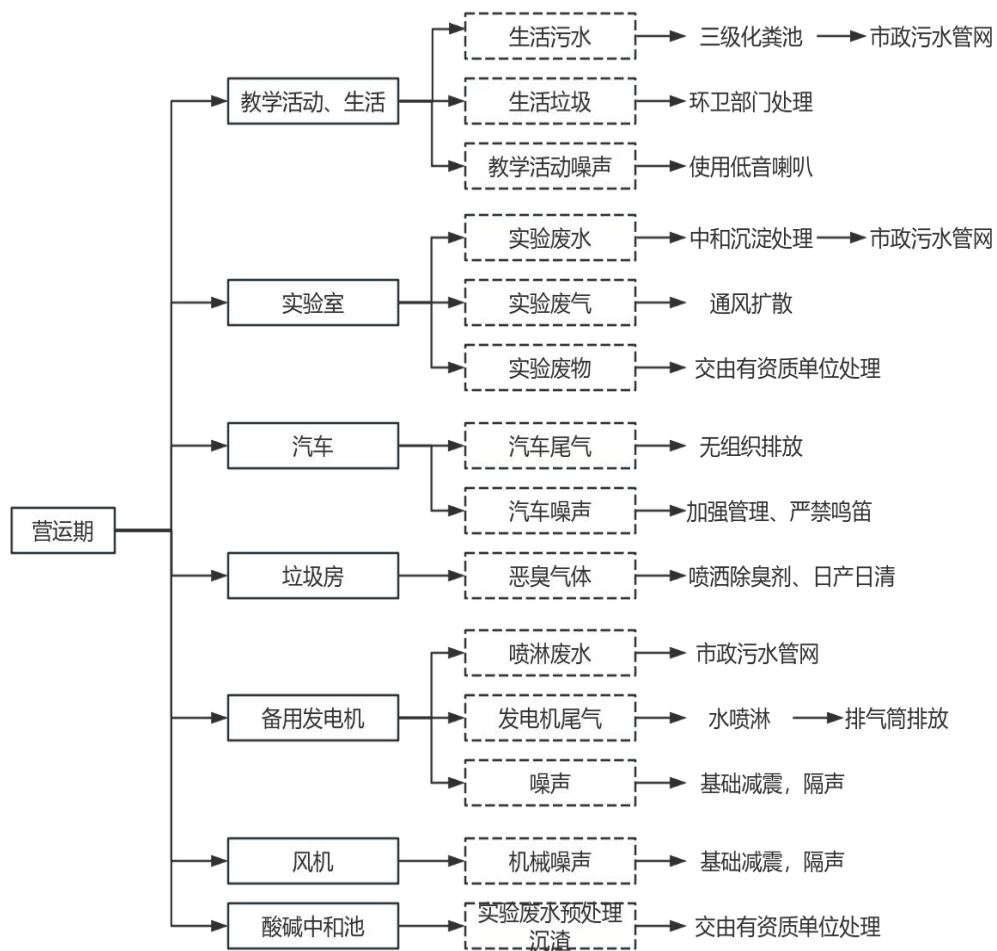 生活污水 三级化粪池 市政污水管网
教学活动、生活 生活垃圾 环卫部门处理
教学活动噪声 使用低音喇叭
实验废水 中和沉淀处理 市政污水管网
实验室 实验废气 通风扩散
实验废物 交由有资质单位处理
汽车 汽车尾气 无组织排放
汽车噪声 加强管理、严禁鸣笛
营运期
垃圾房 恶臭气体 喷洒除臭剂、日产日清
喷淋废水 市政污水管网
备用发电机 发电机尾气 水喷淋 排气筒排放
噪声 基础减震，隔声
风机 机械噪声 基础减震，隔声
酸碱中和池 实验废水预处理 交由有资质单位处理
沉渣